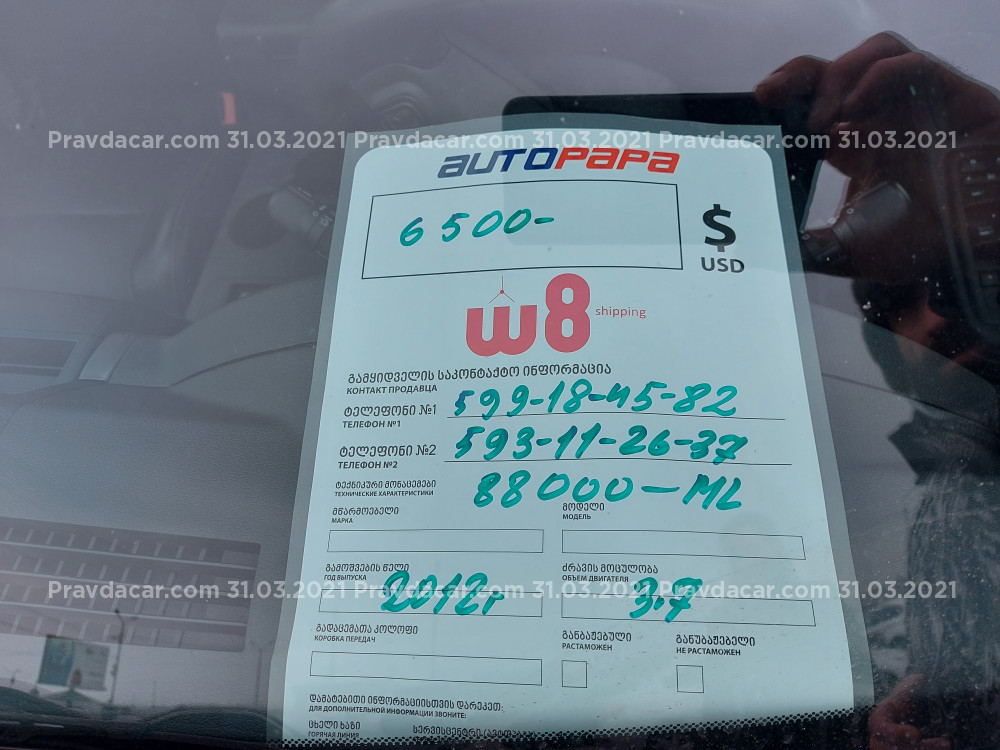 Pravdacar.com 31.03.2021 Pravdacar.com 31.03.2021 Pravdacar.com 31.03.2021
AUTOPAPA
6 500-
$
USD
w8 shipping
ᲒᲐᲛᲧᲘᲓᲕᲔᲚᲘᲡ ᲡᲐᲙᲝᲜᲢᲐᲥᲢᲝ ᲘᲜᲤᲝᲠᲛᲐᲪᲘᲐ
КОНТАКТ ПРОДАВЦА
ᲢᲔᲚᲔᲤᲝᲜᲘ №1 599-18-45-82
ТЕЛЕФОН №1
ᲢᲔᲚᲔᲤᲝᲜᲘ №2 593-11-26-37
ТЕЛЕФОН №2
ᲢᲔᲥᲜᲘᲙᲣᲠᲘ ᲛᲝᲜᲐᲪᲔᲛᲔᲑᲘ 88000-ML
ТЕХНИЧЕСКИЕ ХАРАКТЕРИСТИКИ
ᲛᲬᲐᲠᲛᲝᲔᲑᲔᲚᲘ ᲛᲝᲓᲔᲚᲘ
МАРКА МОДЕЛЬ
ᲒᲐᲛᲝᲨᲕᲔᲑᲘᲡ ᲬᲔᲚᲘ ᲫᲠᲐᲕᲘᲡ ᲛᲝᲪᲣᲚᲝᲑᲐ
ГОД ВЫПУСКА ОБЪЕМ ДВИГАТЕЛЯ
Pravdacar.com 31.03.2021 Pravdacar.com 31.03.2021 Pravdacar.com 31.03.2021
2012г 3.7
ᲒᲐᲓᲐᲪᲔᲛᲐᲗᲐ ᲙᲝᲚᲝᲤᲘ ᲒᲐᲜᲑᲐᲟᲔᲑᲣᲚᲘ ᲒᲐᲜᲣᲑᲐᲟᲔᲑᲔᲚᲘ
КОРОБКА ПЕРЕДАЧ РАСТАМОЖЕН НЕ РАСТАМОЖЕН
ᲓᲐᲛᲐᲢᲔᲑᲘᲗᲘ ᲘᲜᲤᲝᲠᲛᲐᲪᲘᲘᲡᲗᲕᲘᲡ ᲓᲐᲠᲔᲙᲔᲗ:
ДЛЯ ДОПОЛНИТЕЛЬНОЙ ИНФОРМАЦИИ ЗВОНИТЕ:
ᲪᲮᲔᲚᲘ ᲮᲐᲖᲘ
ГОРЯЧАЯ ЛИНИЯ